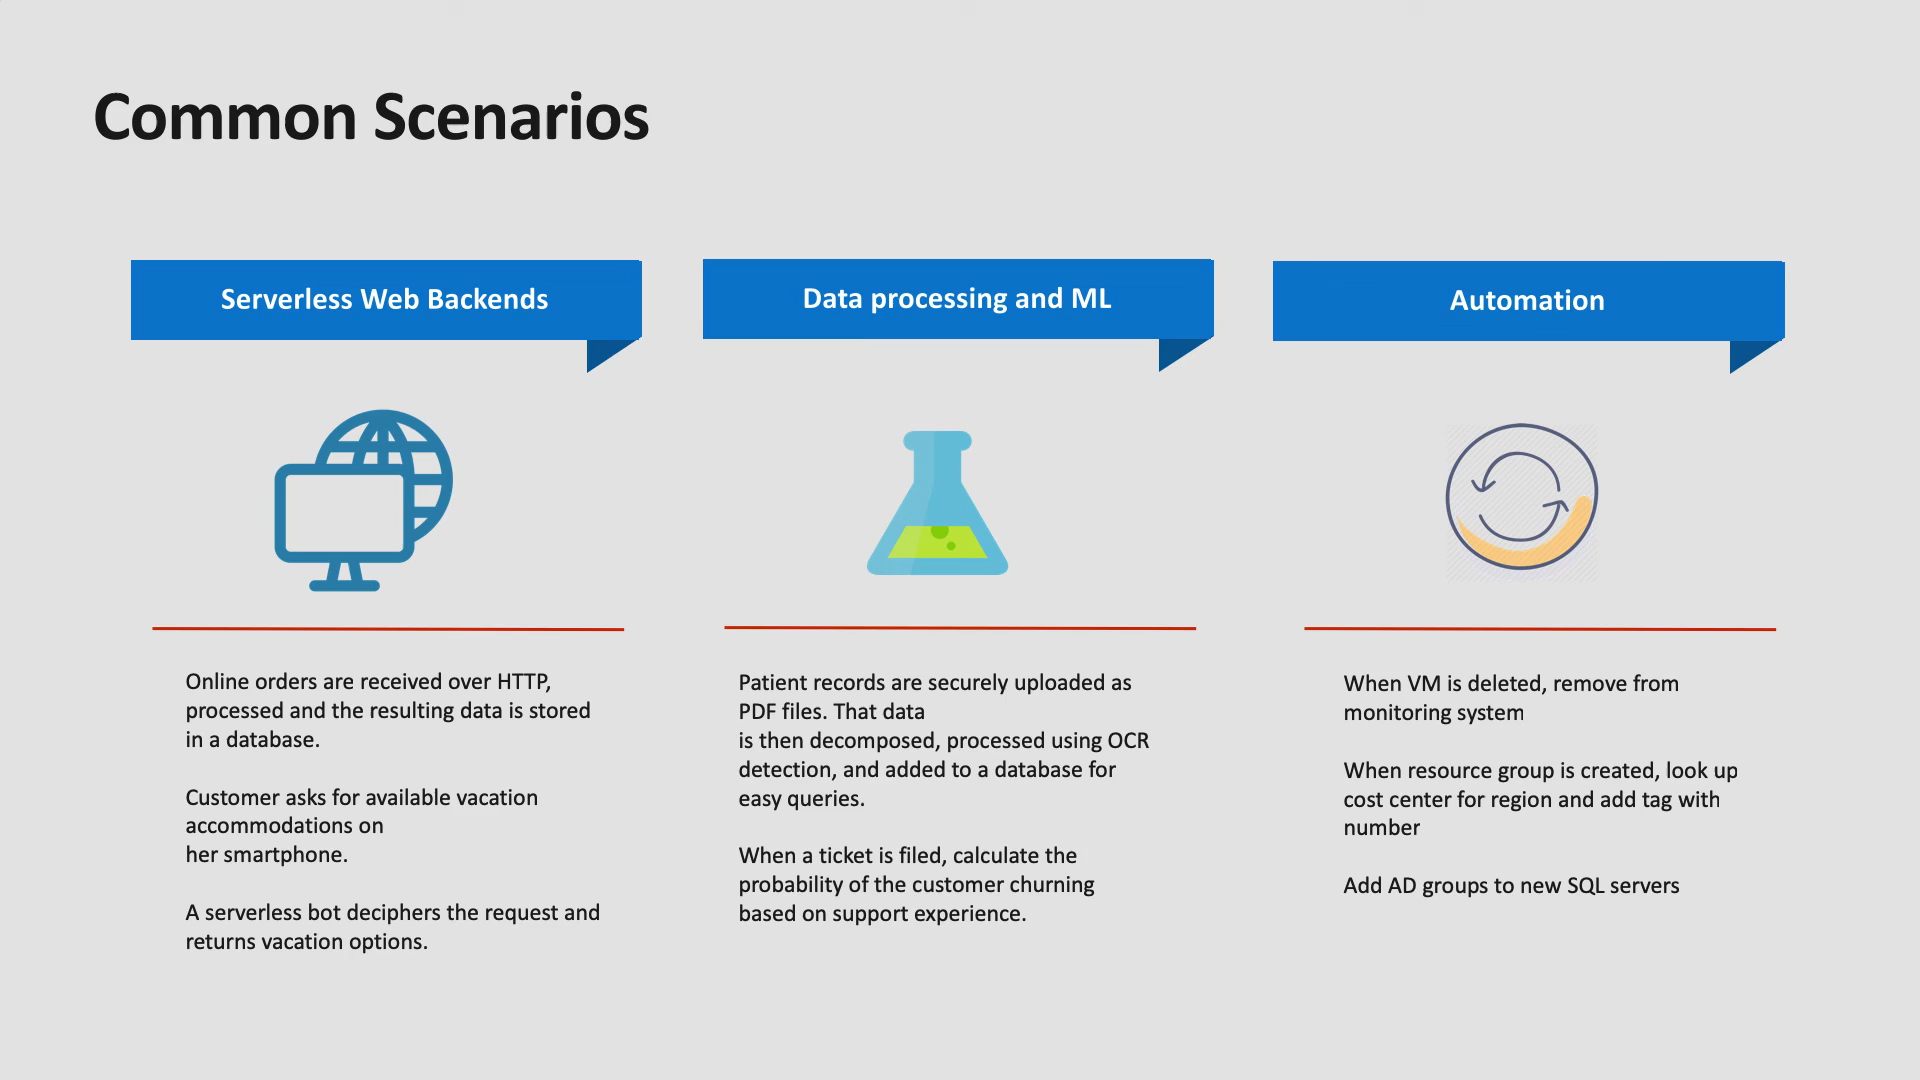 Common Scenarios
Serverless Web Backends
Online orders are received over HTTP,
processed and the resulting data is stored
in a database.
Customer asks for available vacation
accommodations on
her smartphone.
A serverless bot deciphers the request and
returns vacation options.
Data processing and ML
Patient records are securely uploaded as
PDF files. That data
is then decomposed, processed using OCR
detection, and added to a database for
easy queries.
When a ticket is filed, calculate the
probability of the customer churning
based on support experience.
Automation
When VM is deleted, remove from
monitoring system
When resource group is created, look up
cost center for region and add tag with
number
Add AD groups to new SQL servers